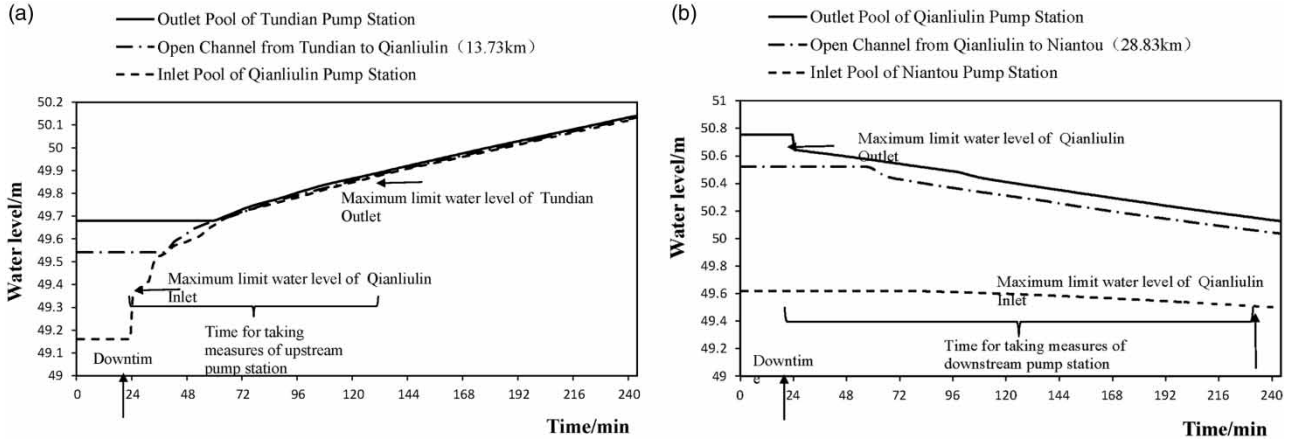 (a)
Outlet Pool of Tundian Pump Station
Open Channel from Tundian to Qianliulin（13.73km）
Inlet Pool of Qianliulin Pump Station
Water level/m
50.2
50.1
50
49.9
49.8
49.7
49.6
49.5
49.4
49.3
49.2
49.1
49
Maximum limit water level of Tundian
Outlet
Maximum limit water level of Qianliulin
Inlet
Time for taking
measures of upstream
pump station
Downtim
0 24 48 72 96 120 144 168 192 216 240
Time/min
(b)
Outlet Pool of Qianliulin Pump Station
Open Channel from Qianliulin to Niantou（28.83km）
Inlet Pool of Niantou Pump Station
Water level/m
51
50.8
50.6
50.4
50.2
50
49.8
49.6
49.4
49.2
49
Maximum limit water level of Qianliulin
Outlet
Maximum limit water level of Qianliulin
Inlet
Time for taking measures of
downstream pump station
Downtim
e
0 24 48 72 96 120 144 168 192 216 240
Time/min